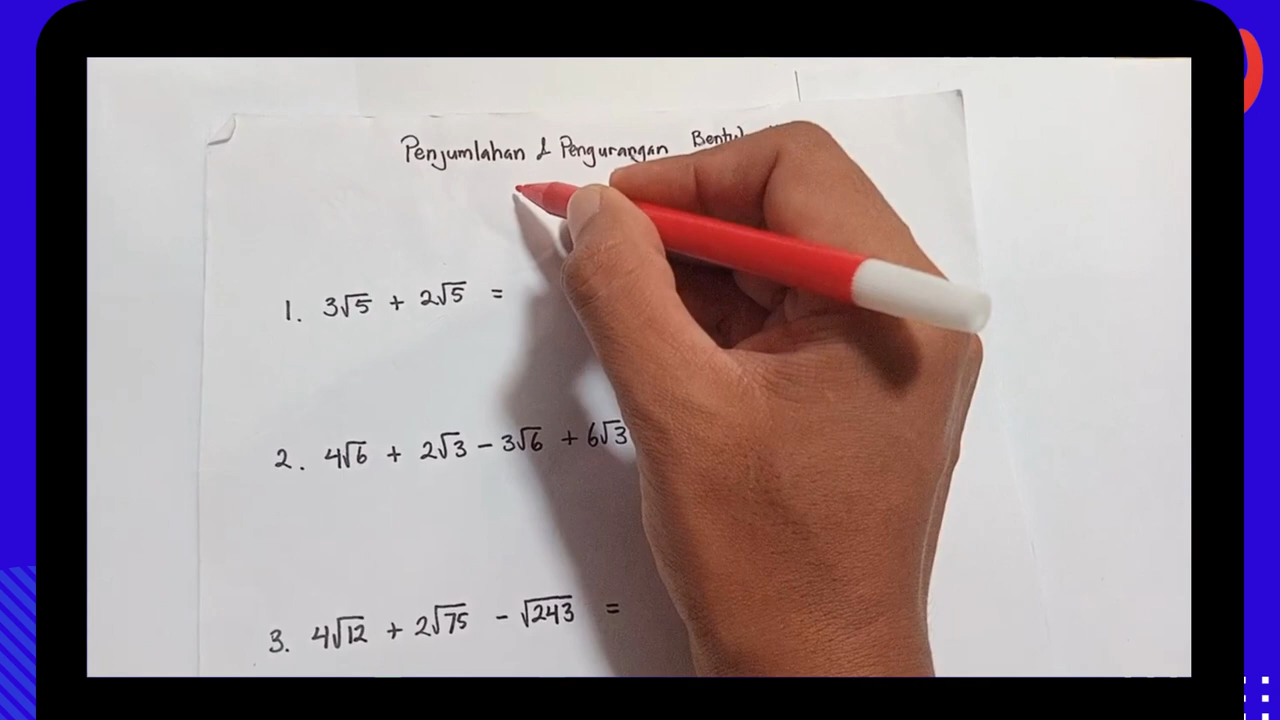 Penjumlahan & Pengurangan
1. 3√5 + 2√5 =
2. 4√6 + 2√3 - 3√6 + 6√3
3. 4√12 + 2√75 - √243 =